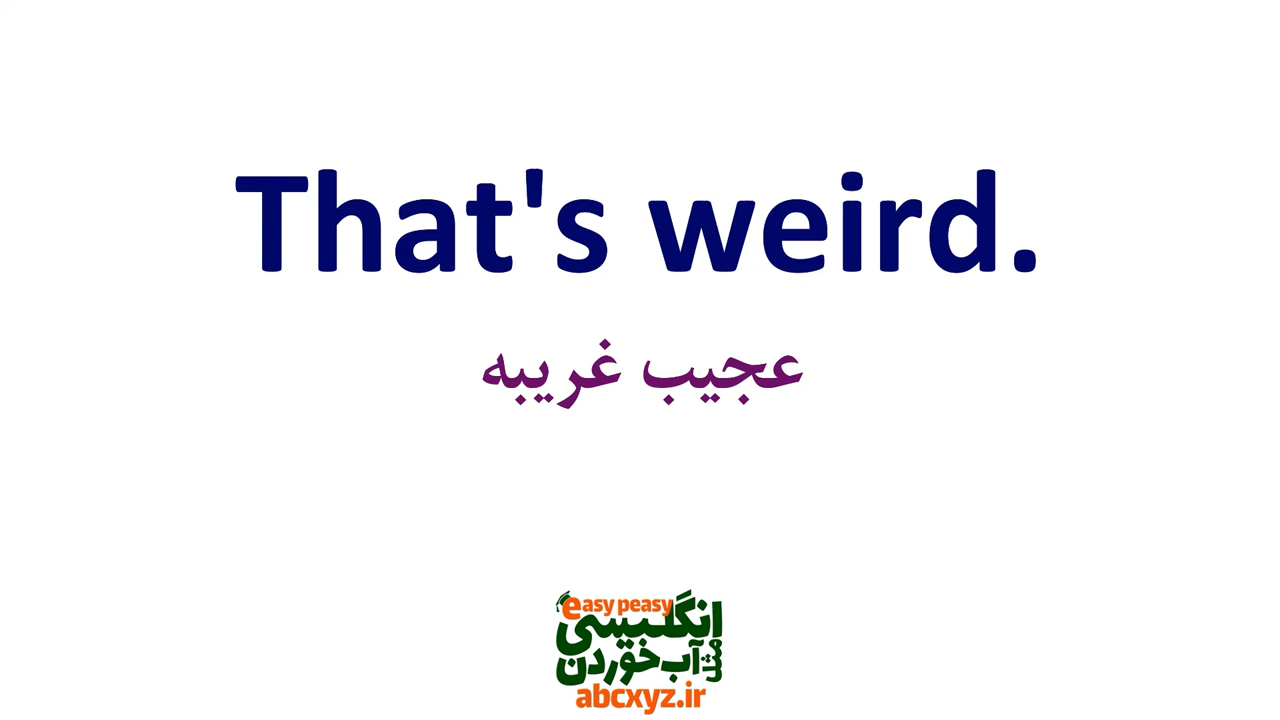 That's weird.
عجیب غریبه
easy peasy
انگلیسی
مثل آب خوردن
abcxyz.ir